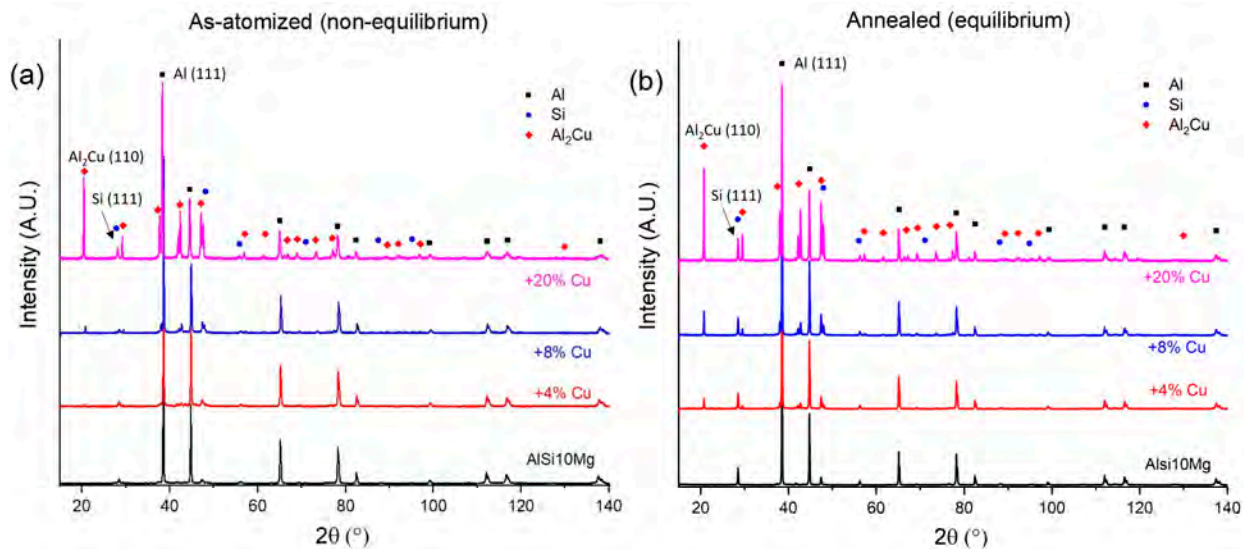 As-atomized (non-equilibrium)
(a)
Al (111)
Al
Si
Al₂Cu
Al₂Cu (110)
Si (111)
Intensity (A.U.)
+20% Cu
+8% Cu
+4% Cu
AlSi10Mg
20 40 60 80 100 120 140
2θ (°)
Annealed (equilibrium)
(b)
Al (111)
Al
Si
Al₂Cu
Al₂Cu (110)
Si (111)
Intensity (A.U.)
+20% Cu
+8% Cu
+4% Cu
Alsi10Mg
20 40 60 80 100 120 140
2θ (°)